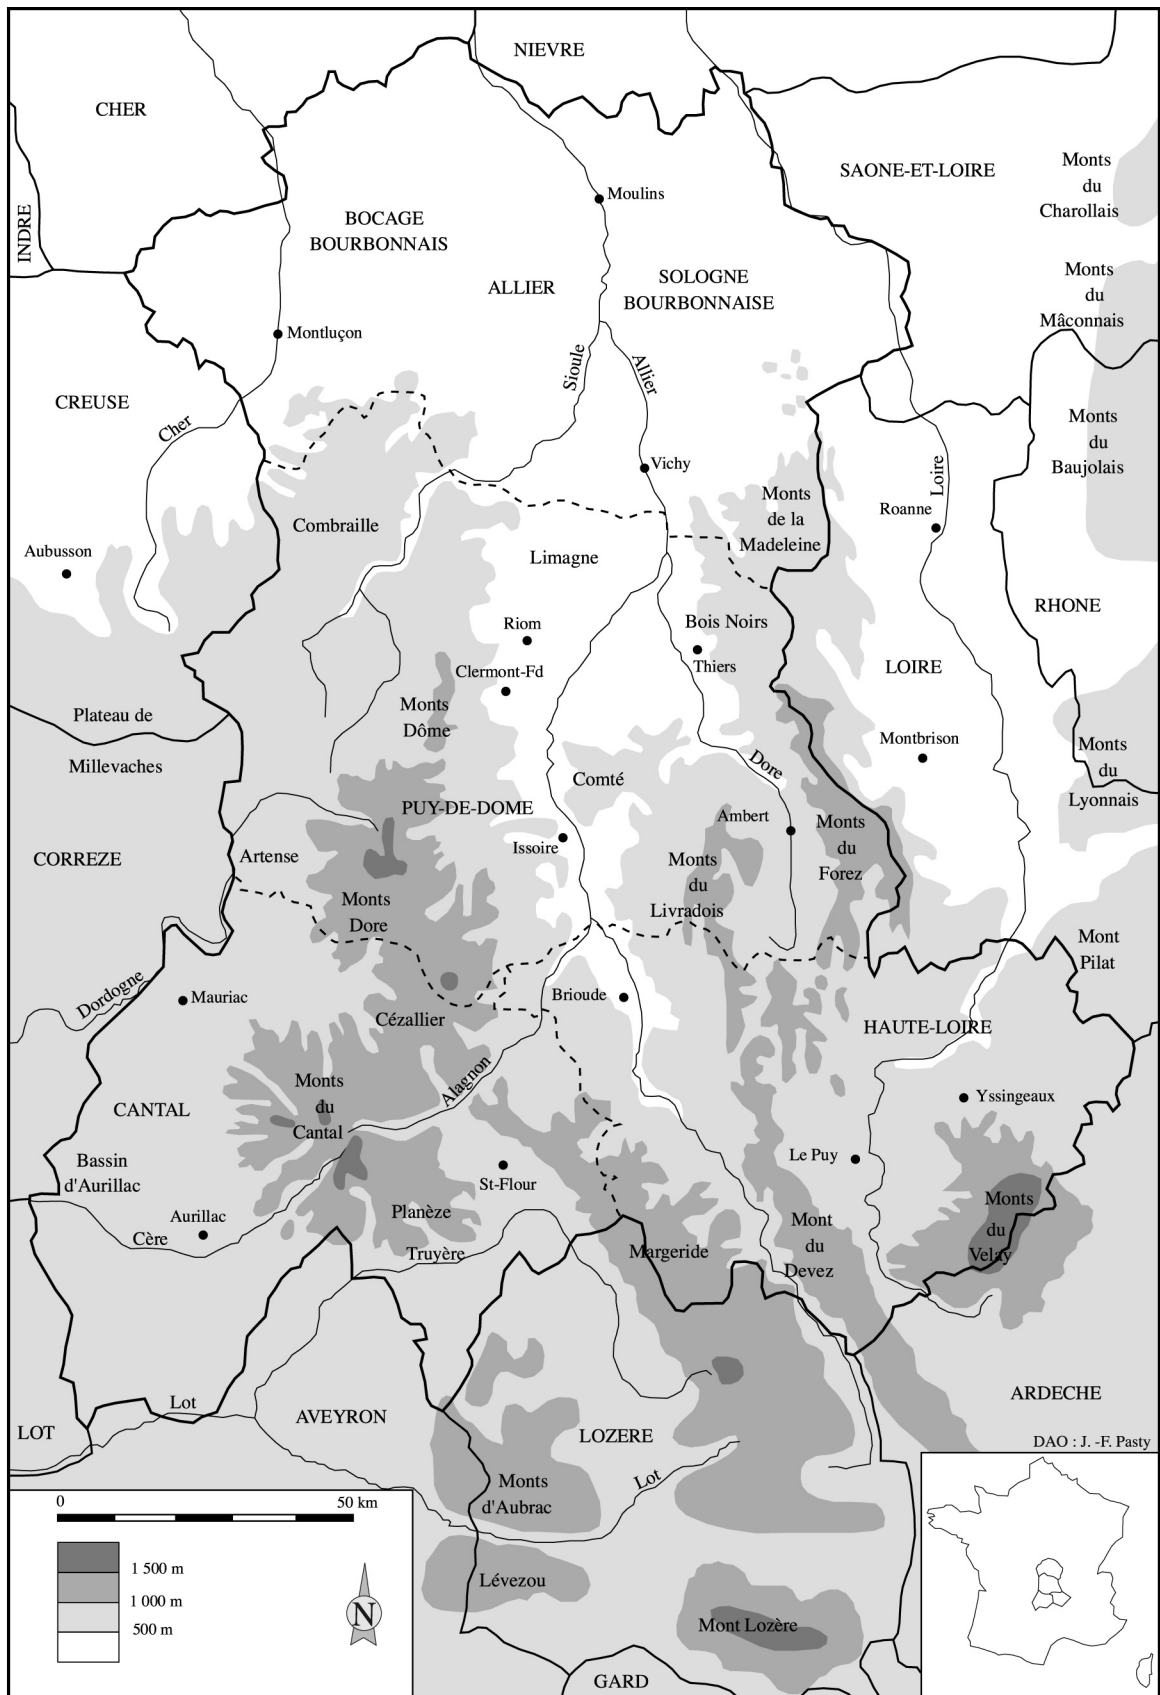 NIEVRE
CHER
SAONE-ET-LOIRE
Monts
du
Charollais
INDRE
Moulins
BOCAGE
BOURBONNAIS
ALLIER
SOLOGNE
BOURBONNAISE
Monts
du
Mâconnais
Montluçon
Sioule
Allier
CREUSE
Cher
Monts
du
Baujolais
Vichy
Loire
Roanne
Monts
de la
Madeleine
Combraille
Limagne
Aubusson
RHONE
Riom
Bois Noirs
Clermont-Fd
Thiers
LOIRE
Monts
Dôme
Plateau de
Millevaches
Montbrison
Monts
du
Lyonnais
Dore
Comté
PUY-DE-DOME
Ambert
Monts
du
Forez
Issoire
CORREZE
Artense
Monts
du
Livradois
Monts
Dore
Mont
Pilat
Dordogne
Mauriac
Brioude
Cézallier
HAUTE-LOIRE
Alagnon
Monts
du
Cantal
CANTAL
Yssingeaux
Bassin
d'Aurillac
Le Puy
St-Flour
Monts
du
Velay
Aurillac
Cère
Planèze
Truyère
Margeride
Mont
du
Devez
ARDECHE
Lot
AVEYRON
LOT
LOZERE
DAO : J. -F. Pasty
Monts
d'Aubrac
Lot
0
50 km
1 500 m
1 000 m
500 m
N
Lévezou
Mont Lozère
GARD